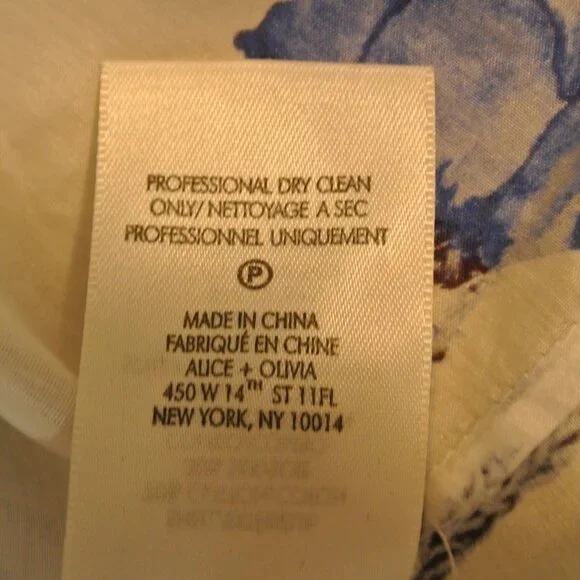 PROFESSIONAL DRY CLEAN
ONLY/ NETTOYAGE A SEC
PROFESSIONNEL UNIQUEMENT
P
MADE IN CHINA
FABRIQUÉ EN CHINE
ALICE + OLIVIA
450 W 14TH ST 11FL
NEW YORK, NY 10014